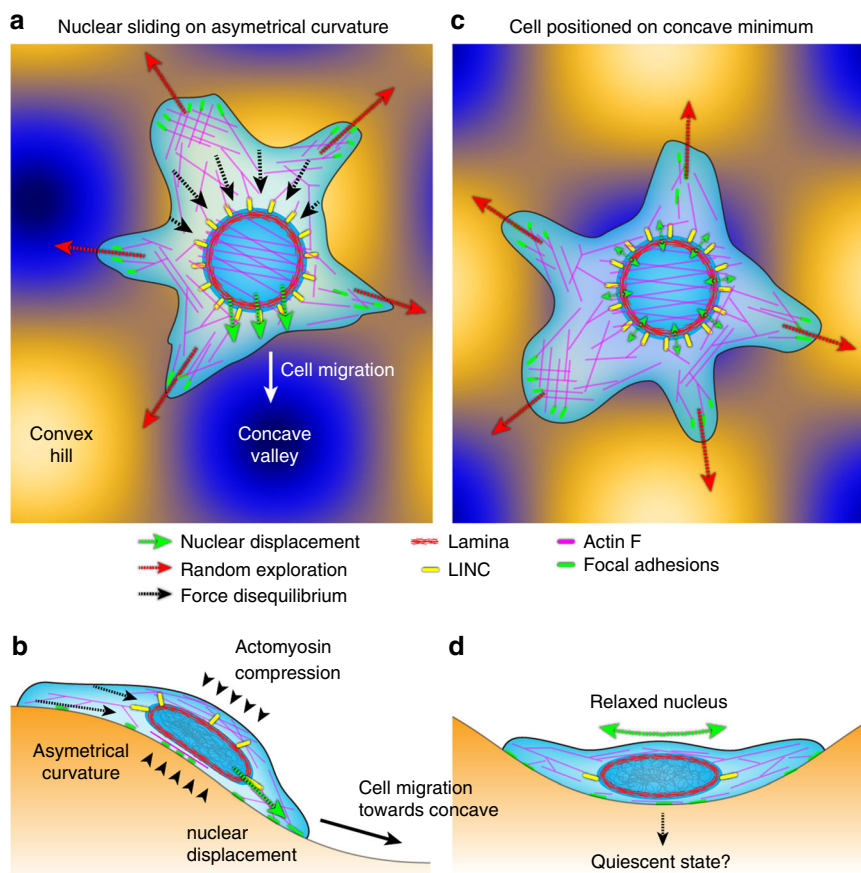 a
Nuclear sliding on asymetrical curvature
Cell migration
Convex
hill
Concave
valley
c
Cell positioned on concave minimum
Nuclear displacement
Random exploration
Force disequilibrium
Lamina
LINC
Actin F
Focal adhesions
b
Actomyosin
compression
Asymetrical
curvature
nuclear
displacement
Cell migration
towards concave
d
Relaxed nucleus
Quiescent state?